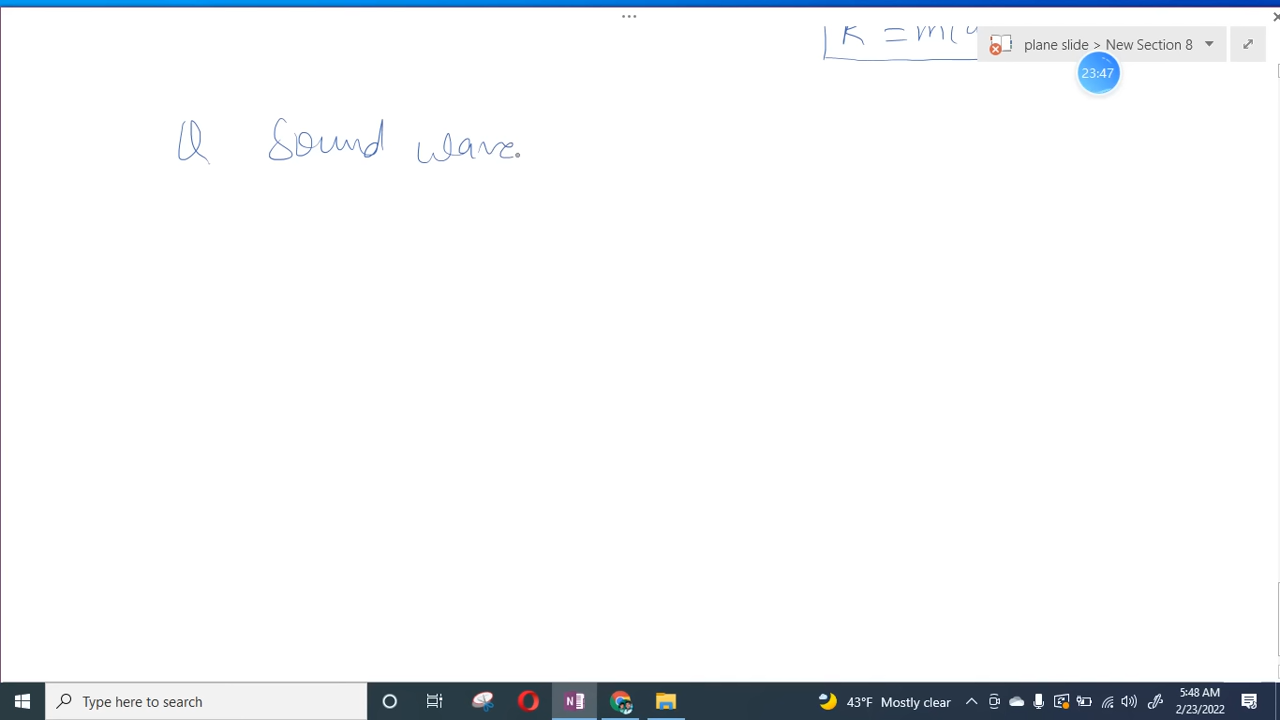 K = m(
plane slide > New Section 8
23:47
Q Sound wave
Type here to search
43°F Mostly clear
5:48 AM
2/23/2022